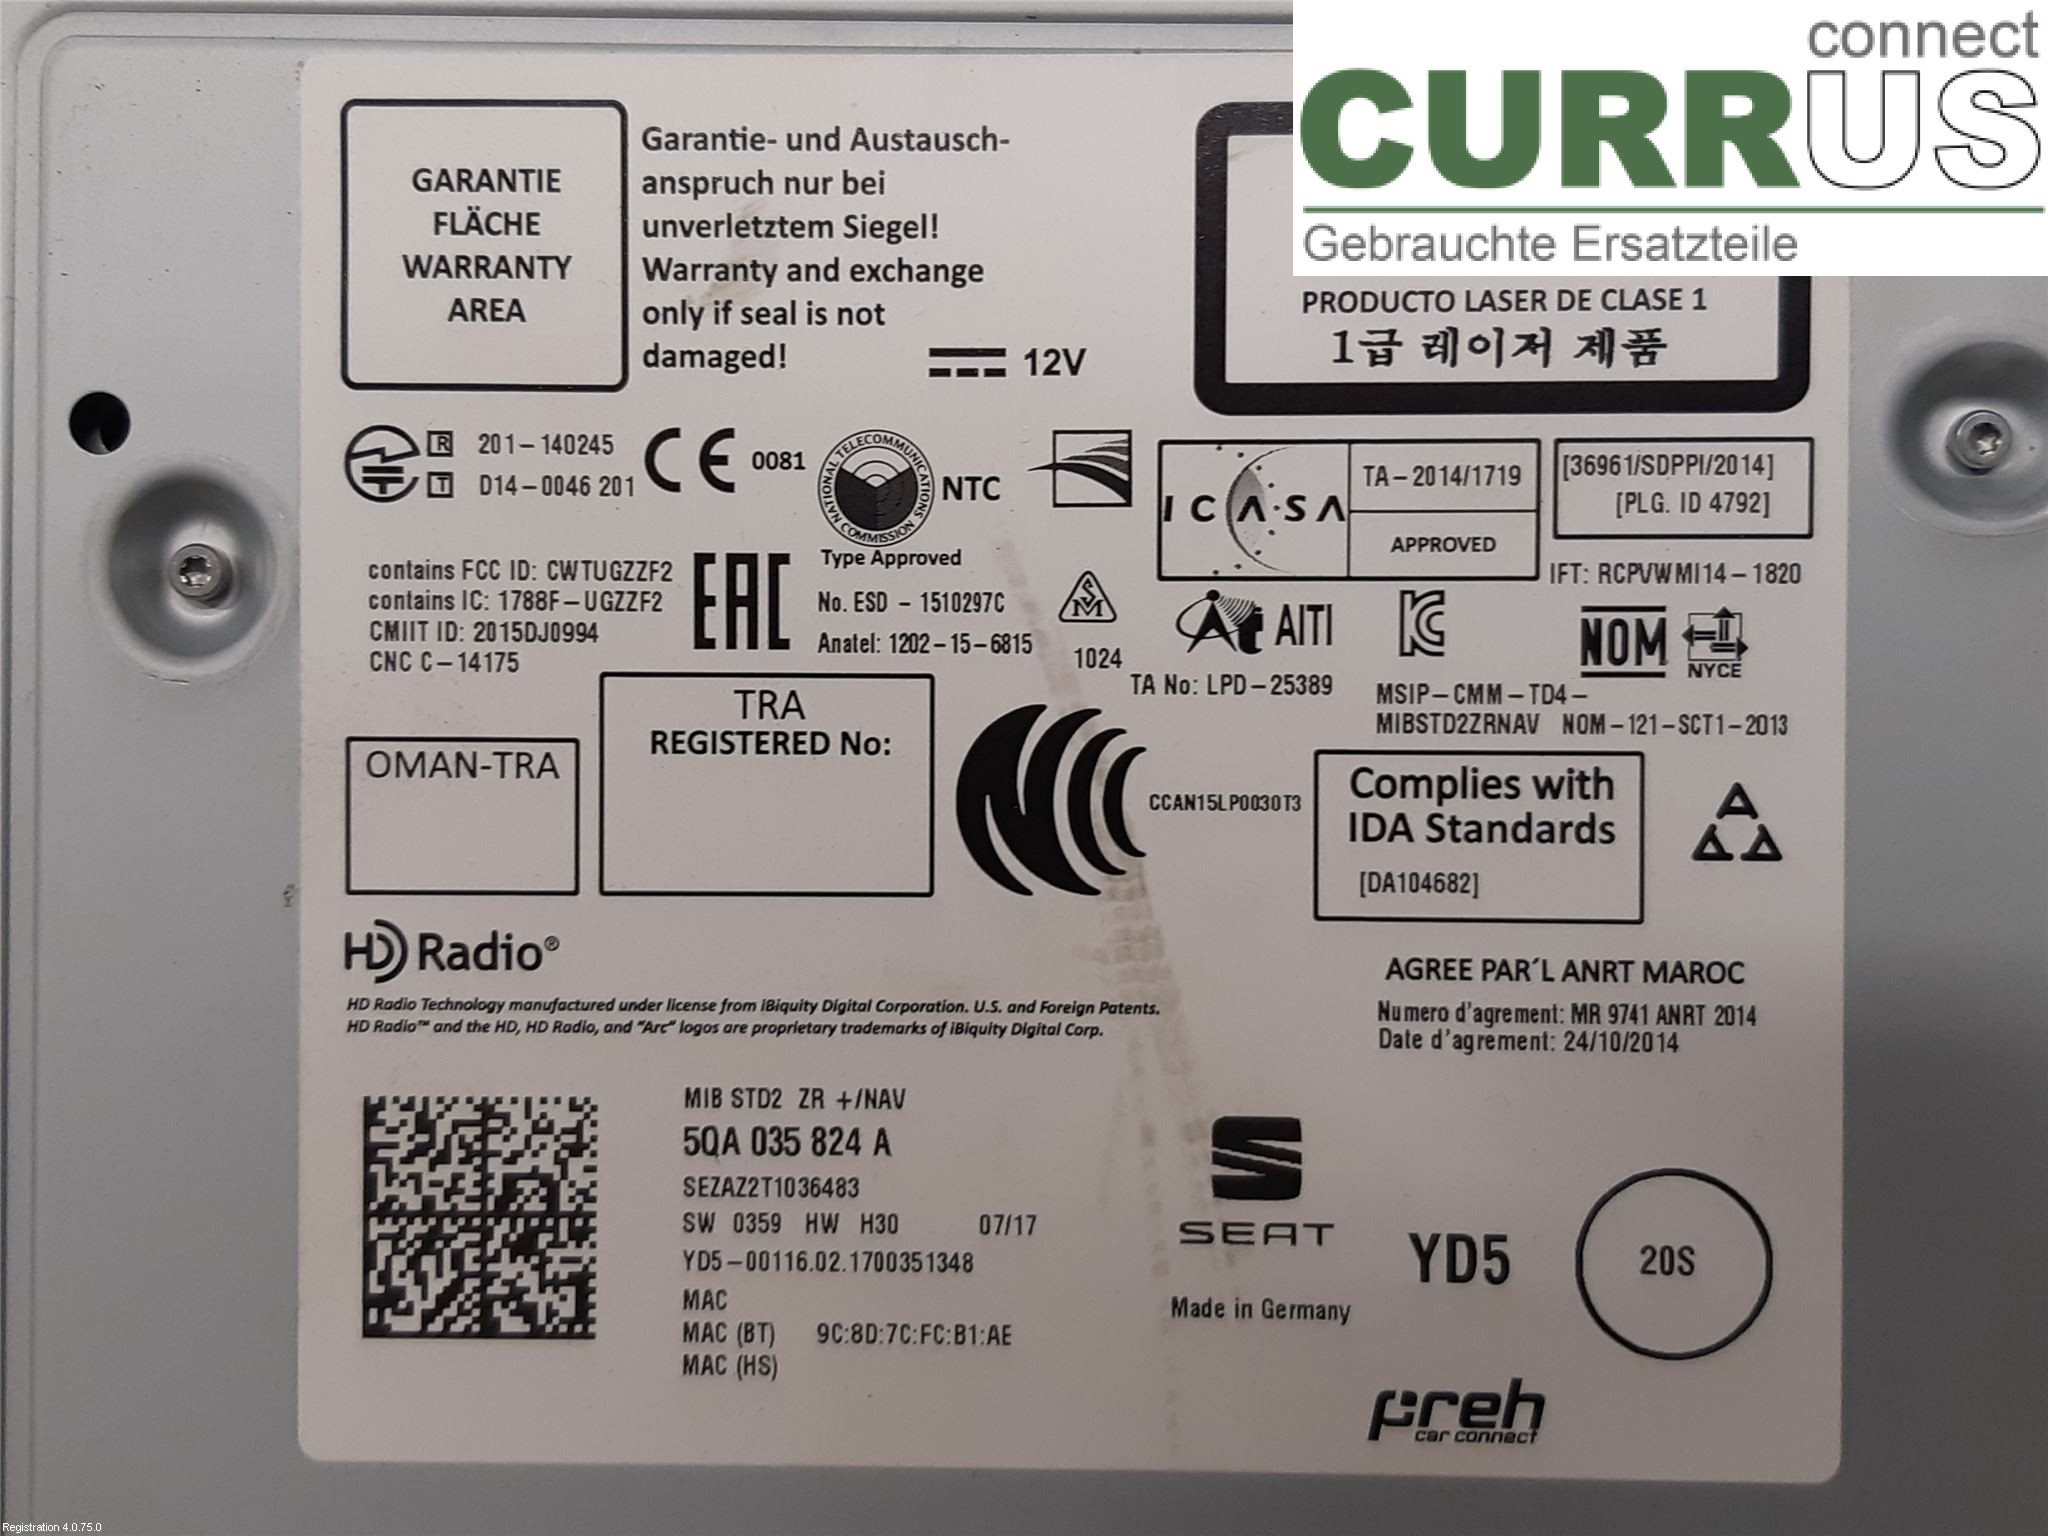 connect
CURRUS
Gebrauchte Ersatzteile
GARANTIE
FLÄCHE
WARRANTY
AREA
Garantie- und Austausch-
anspruch nur bei
unverletztem Siegel!
Warranty and exchange
only if seal is not
damaged!
12V
PRODUCTO LASER DE CLASE 1
1급 레이저 제품
R 201-140245
T D14-0046 201
CE 0081
NATIONAL TELECOMMUNICATIONS COMMISSION
NTC
Type Approved
ICASA
TA-2014/1719
APPROVED
[36961/SDPPI/2014]
[PLG. ID 4792]
IFT: RCPVWMI14-1820
contains FCC ID: CWTUGZZF2
contains IC: 1788F-UGZZF2
CMIIT ID: 2015DJ0994
CNC C-14175
EAC
No. ESD - 1510297C
Anatel: 1202-15-6815
1024
AITI
TA No: LPD-25389
MSIP-CMM-TD4-
MIBSTD2ZRNAV
NOM
NYCE
NOM-121-SCT1-2013
OMAN-TRA
TRA
REGISTERED No:
CCAN15LP0030T3
Complies with
IDA Standards
[DA104682]
HD Radio®
HD Radio Technology manufactured under license from iBiquity Digital Corporation. U.S. and Foreign Patents.
HD Radio™ and the HD, HD Radio, and "Arc" logos are proprietary trademarks of iBiquity Digital Corp.
AGREE PAR´L ANRT MAROC
Numero d'agrement: MR 9741 ANRT 2014
Date d'agrement: 24/10/2014
MIB STD2 ZR +/NAV
5QA 035 824 A
SEZAZ2T1036483
SW 0359 HW H30 07/17
YD5-00116.02.1700351348
MAC
MAC (BT) 9C:8D:7C:FC:B1:AE
MAC (HS)
SEAT
Made in Germany
YD5
20S
preh
car connect
Registration 4.0.75.0